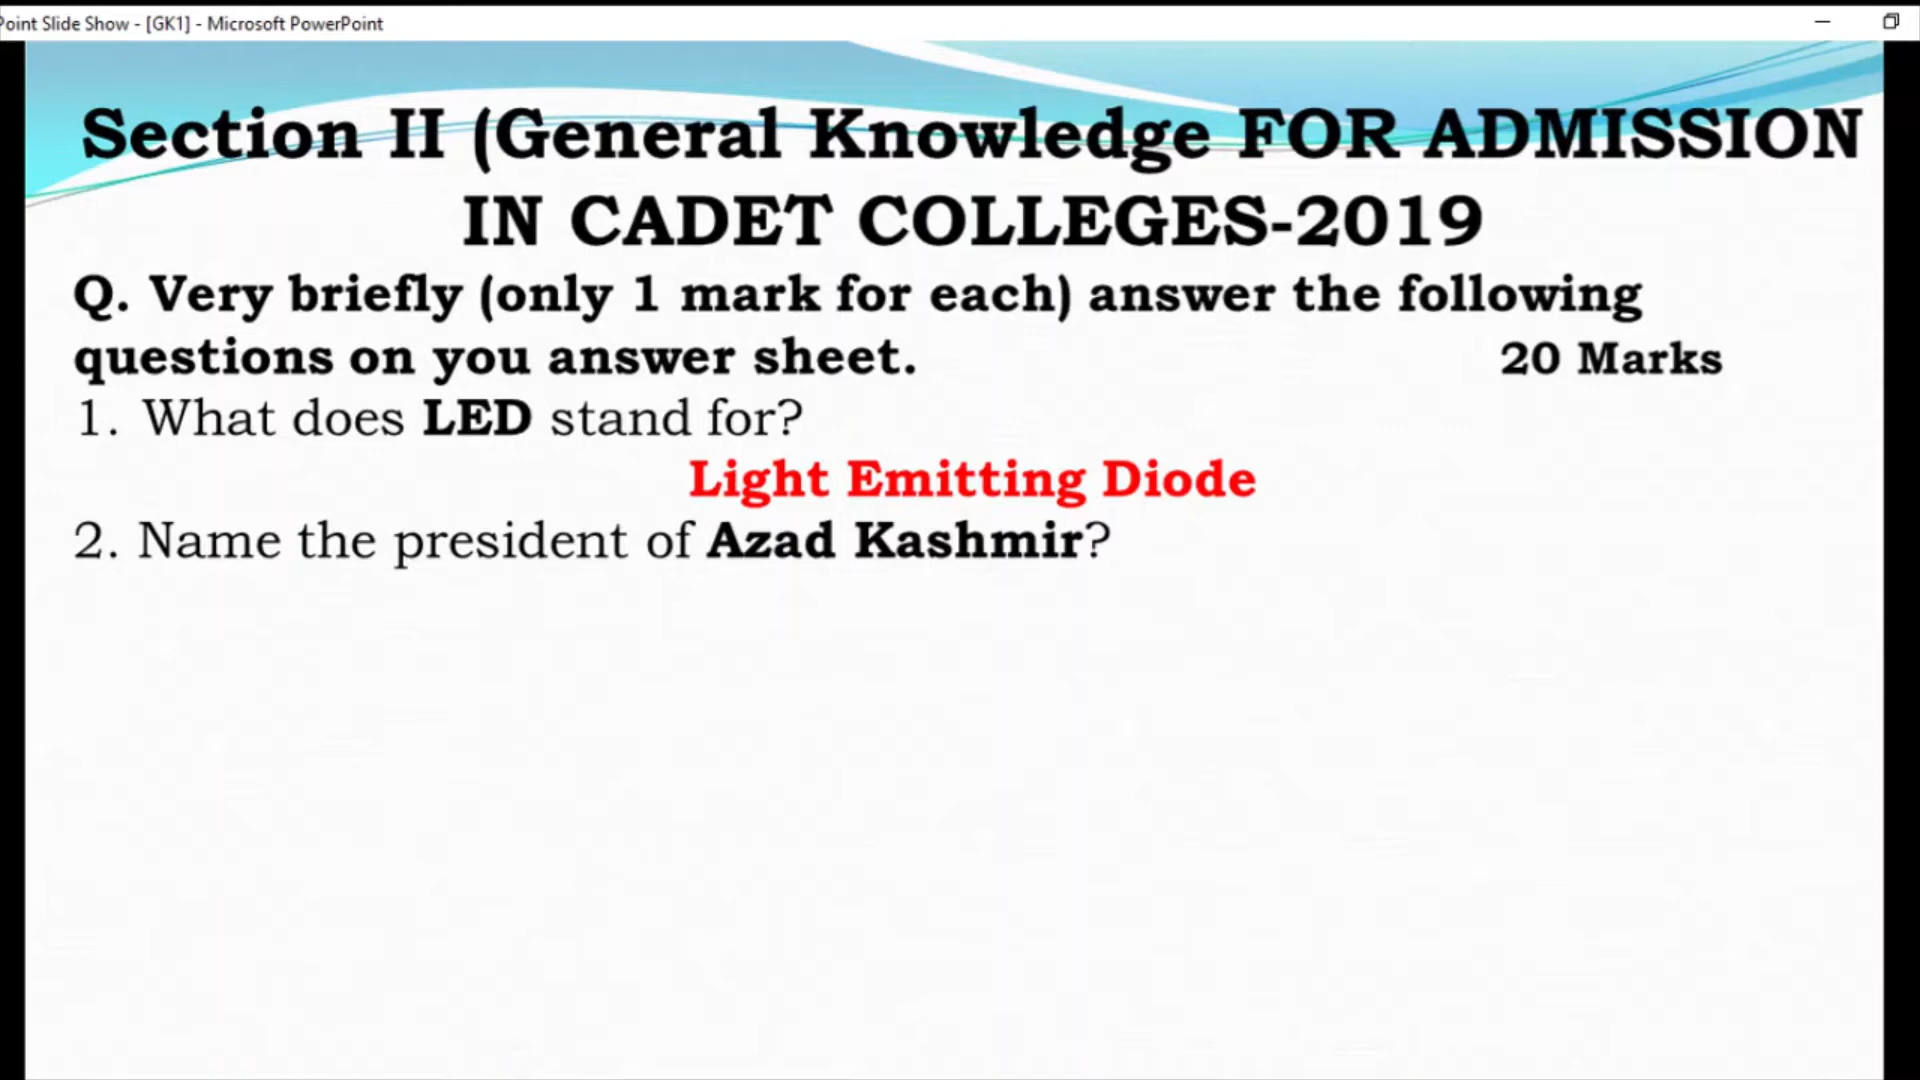 Point Slide Show - [GK1] - Microsoft PowerPoint
Section II (General Knowledge FOR ADMISSION
IN CADET COLLEGES-2019
Q. Very briefly (only 1 mark for each) answer the following
questions on you answer sheet. 20 Marks
1. What does LED stand for?
Light Emitting Diode
2. Name the president of Azad Kashmir?